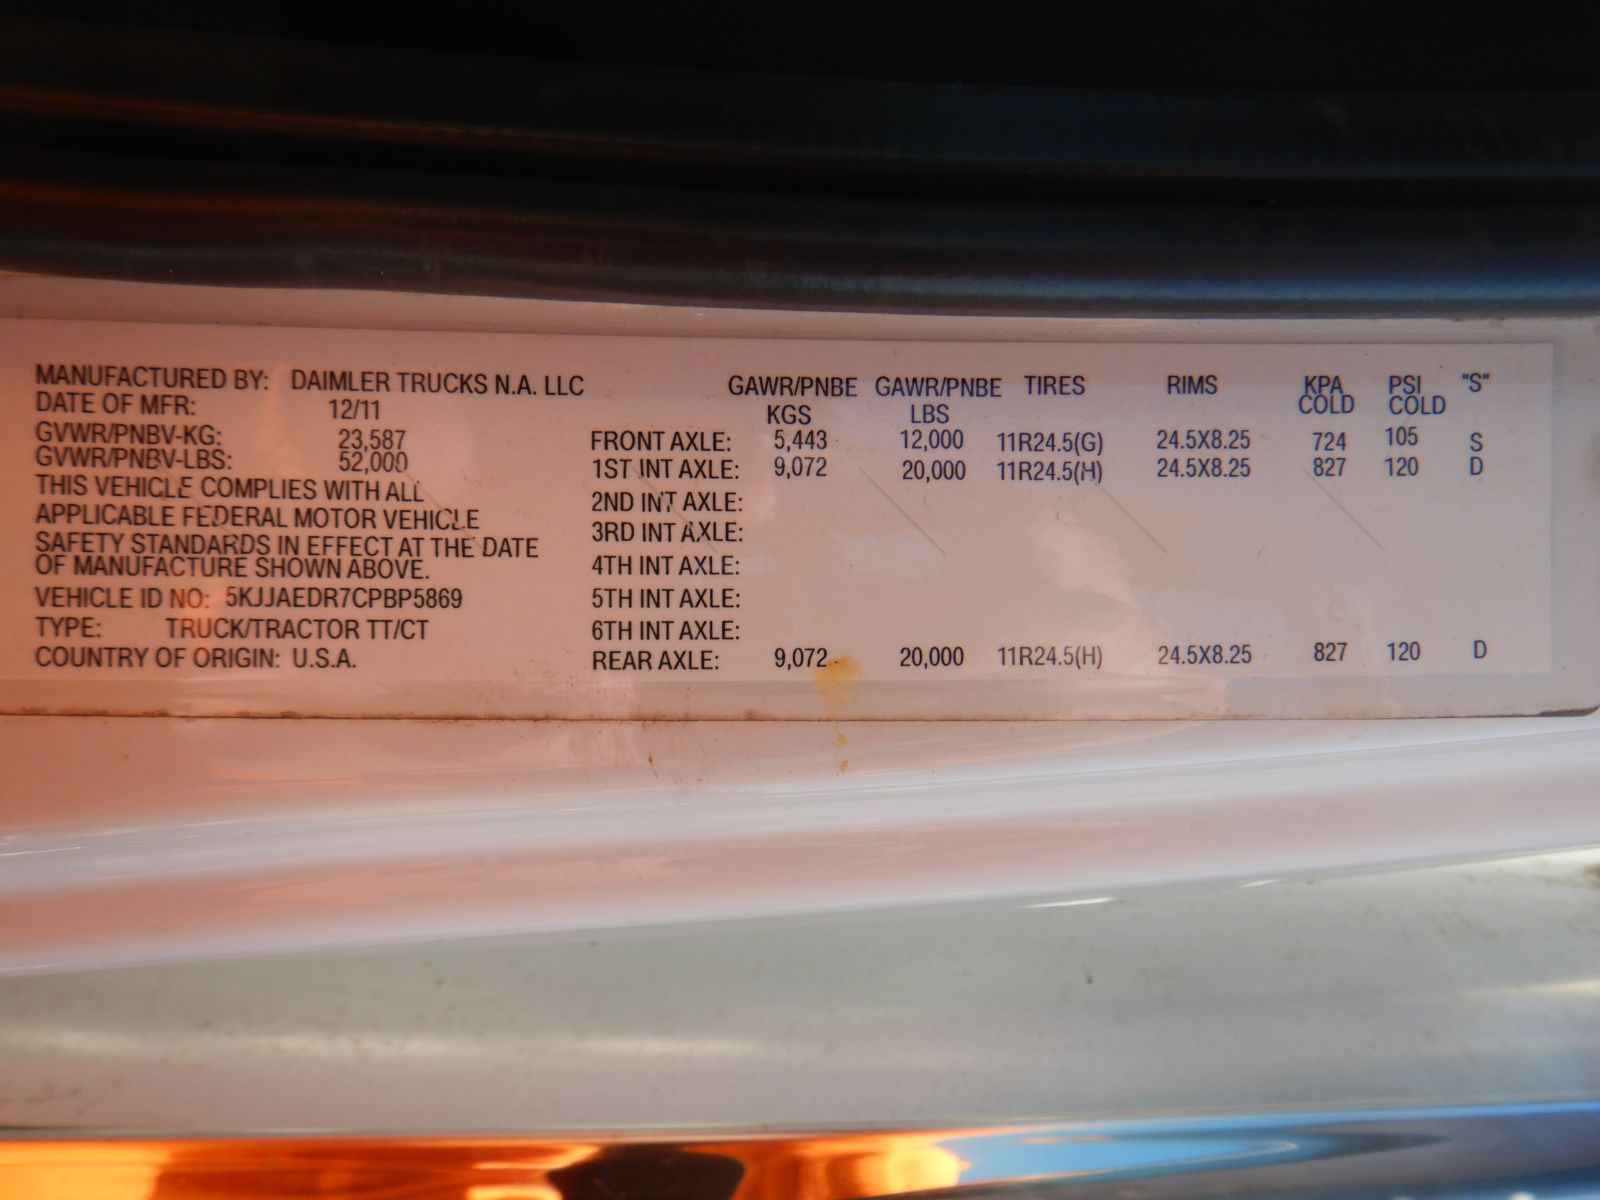 MANUFACTURED BY: DAIMLER TRUCKS N.A. LLC
DATE OF MFR: 12/11
GVWR/PNBV-KG: 23,587
GVWR/PNBV-LBS: 52,000
THIS VEHICLE COMPLIES WITH ALL
APPLICABLE FEDERAL MOTOR VEHICLE
SAFETY STANDARDS IN EFFECT AT THE DATE
OF MANUFACTURE SHOWN ABOVE.
VEHICLE ID NO: 5KJJAEDR7CPBP5869
TYPE: TRUCK/TRACTOR TT/CT
COUNTRY OF ORIGIN: U.S.A.
GAWR/PNBE GAWR/PNBE TIRES RIMS KPA PSI "S"
KGS LBS COLD COLD
FRONT AXLE: 5,443 12,000 11R24.5(G) 24.5X8.25 724 105 S
1ST INT AXLE: 9,072 20,000 11R24.5(H) 24.5X8.25 827 120 D
2ND INT AXLE:
3RD INT AXLE:
4TH INT AXLE:
5TH INT AXLE:
6TH INT AXLE:
REAR AXLE: 9,072 20,000 11R24.5(H) 24.5X8.25 827 120 D